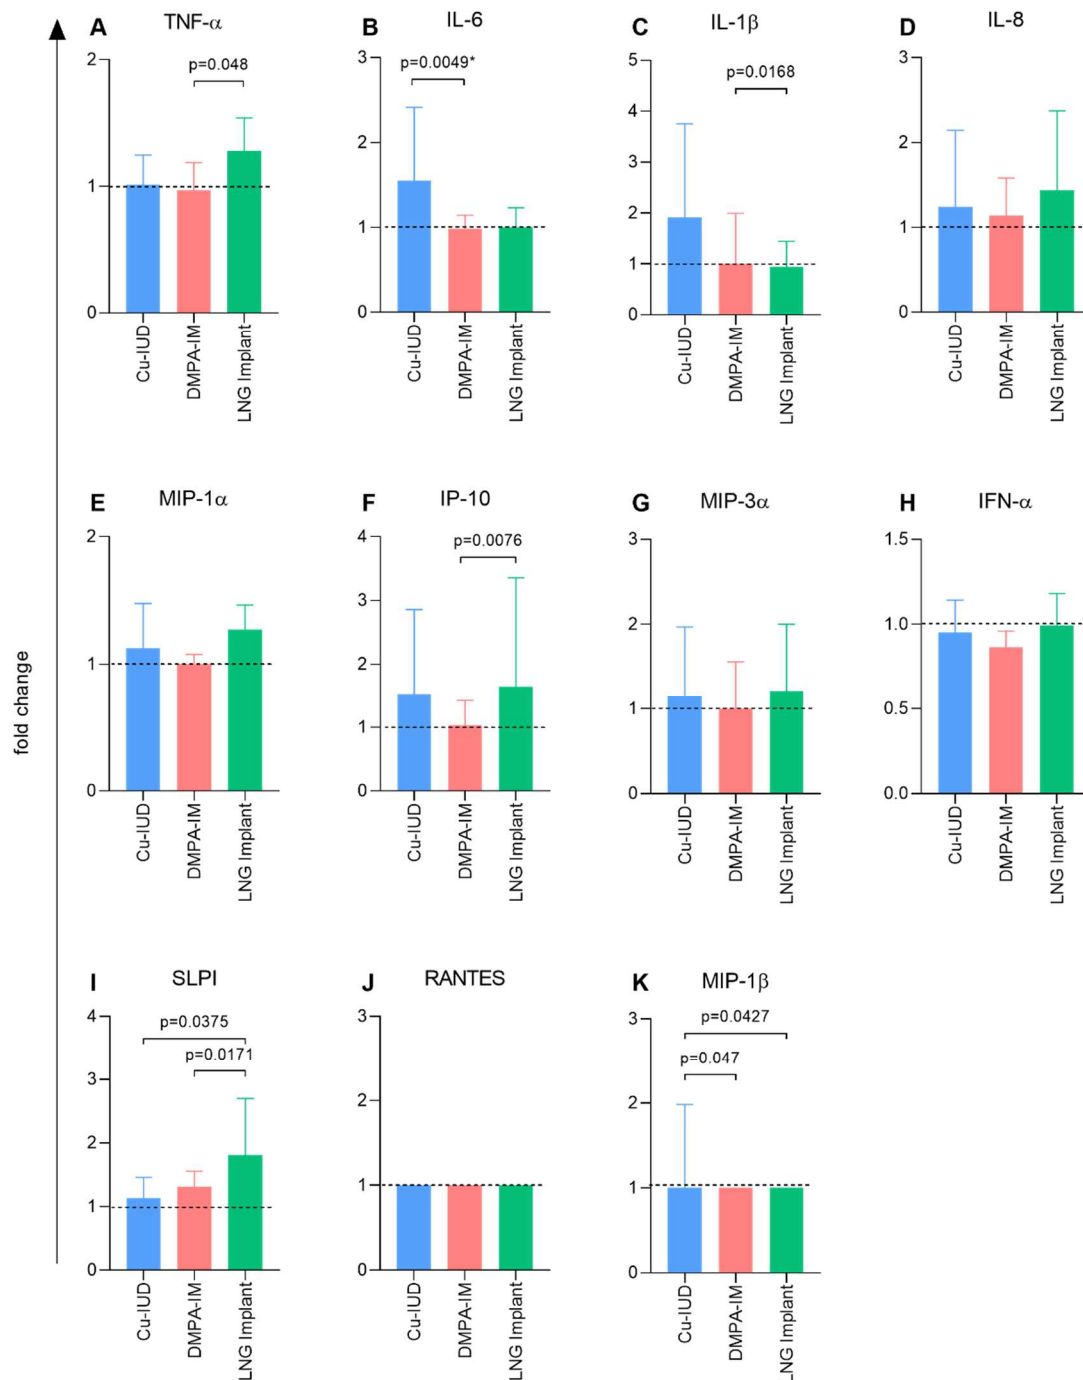 A TNF-α
2
1
0
p=0.048
Cu-IUD
DMPA-IM
LNG Implant
B IL-6
3
2
1
0
p=0.0049*
Cu-IUD
DMPA-IM
LNG Implant
C IL-1β
5
4
3
2
1
0
p=0.0168
Cu-IUD
DMPA-IM
LNG Implant
D IL-8
3
2
1
0
Cu-IUD
DMPA-IM
LNG Implant
fold change
E MIP-1α
2
1
0
Cu-IUD
DMPA-IM
LNG Implant
F IP-10
4
3
2
1
0
p=0.0076
Cu-IUD
DMPA-IM
LNG Implant
G MIP-3α
3
2
1
0
Cu-IUD
DMPA-IM
LNG Implant
H IFN-α
1.5
1.0
0.5
0.0
Cu-IUD
DMPA-IM
LNG Implant
I SLPI
4
3
2
1
0
p=0.0375
p=0.0171
Cu-IUD
DMPA-IM
LNG Implant
J RANTES
3
2
1
0
Cu-IUD
DMPA-IM
LNG Implant
K MIP-1β
3
2
1
0
p=0.0427
p=0.047
Cu-IUD
DMPA-IM
LNG Implant